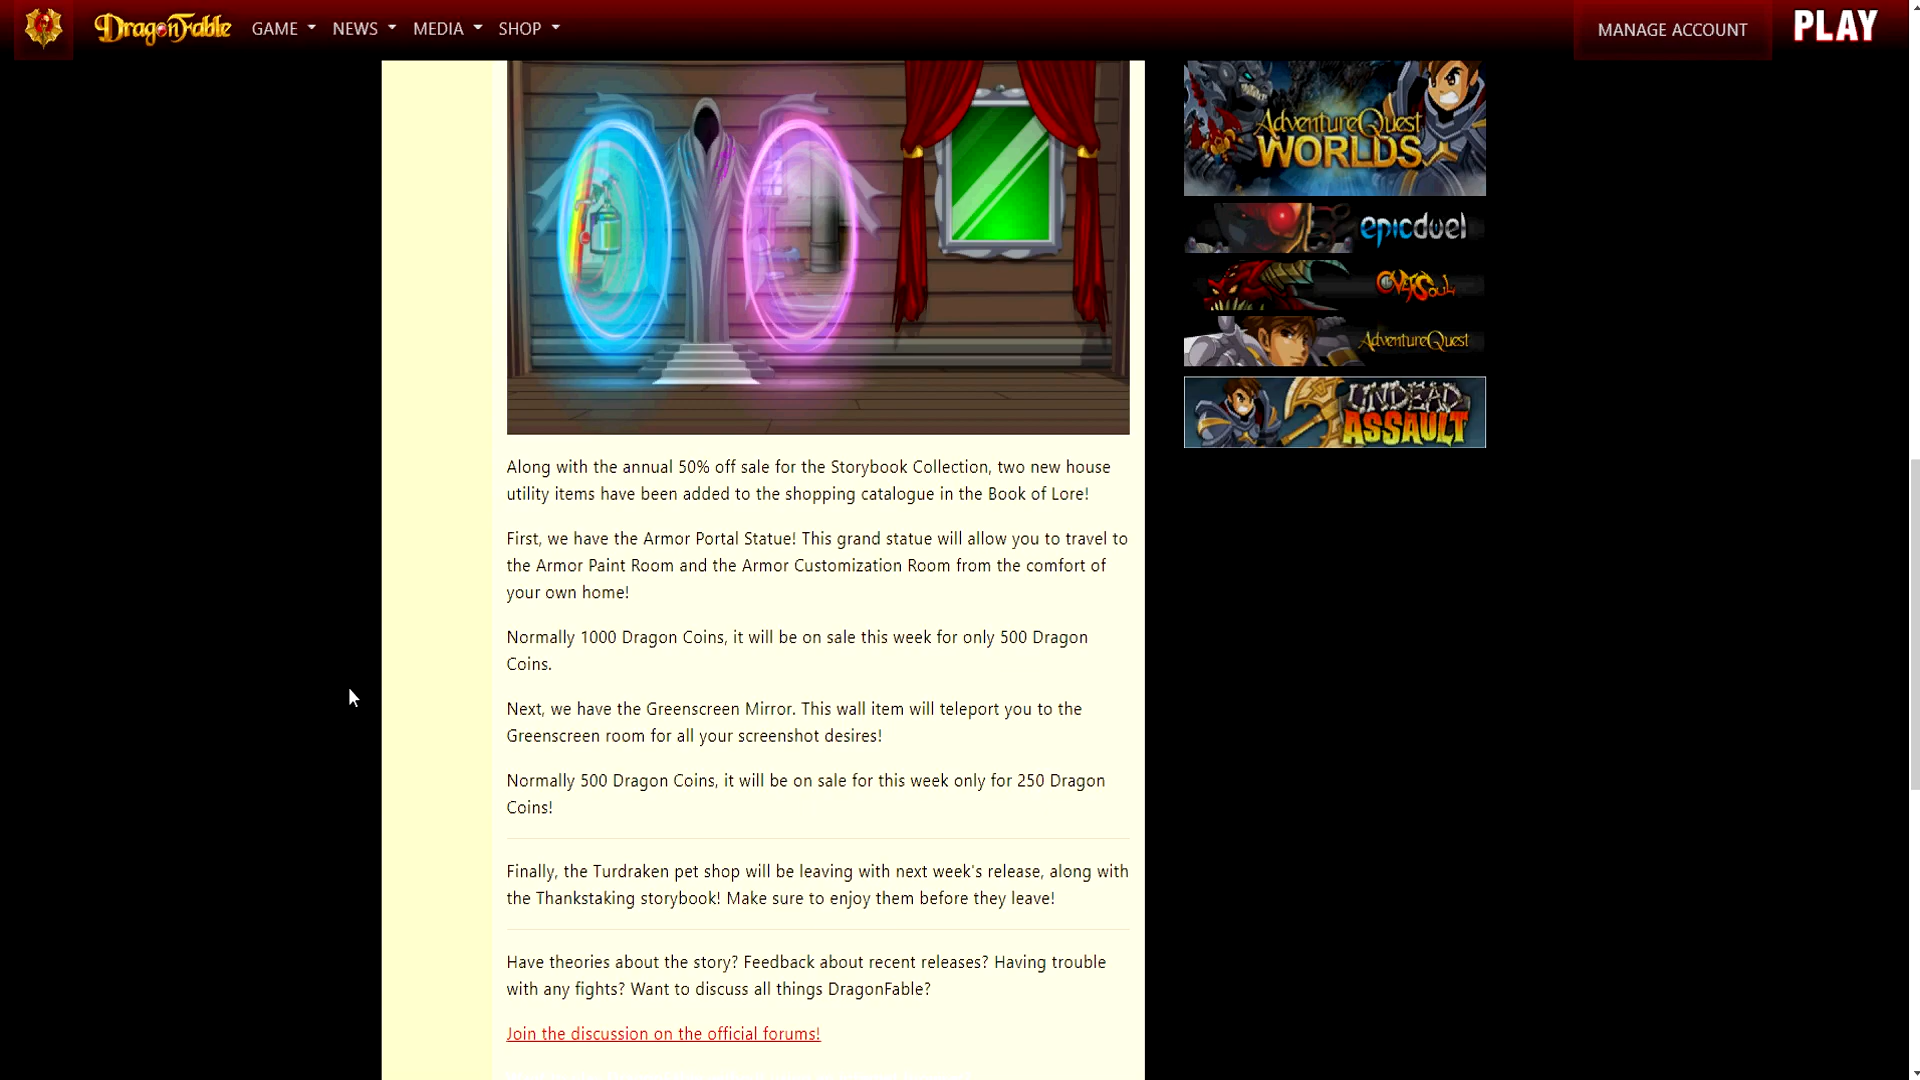 DragonFable GAME NEWS MEDIA SHOP MANAGE ACCOUNT PLAY
AdventureQuest
WORLDS
epicduel
OverSoul
AdventureQuest
UNDEAD
ASSAULT
Along with the annual 50% off sale for the Storybook Collection, two new house
utility items have been added to the shopping catalogue in the Book of Lore!
First, we have the Armor Portal Statue! This grand statue will allow you to travel to
the Armor Paint Room and the Armor Customization Room from the comfort of
your own home!
Normally 1000 Dragon Coins, it will be on sale this week for only 500 Dragon
Coins.
Next, we have the Greenscreen Mirror. This wall item will teleport you to the
Greenscreen room for all your screenshot desires!
Normally 500 Dragon Coins, it will be on sale for this week only for 250 Dragon
Coins!
Finally, the Turdraken pet shop will be leaving with next week's release, along with
the Thankstaking storybook! Make sure to enjoy them before they leave!
Have theories about the story? Feedback about recent releases? Having trouble
with any fights? Want to discuss all things DragonFable?
Join the discussion on the official forums!